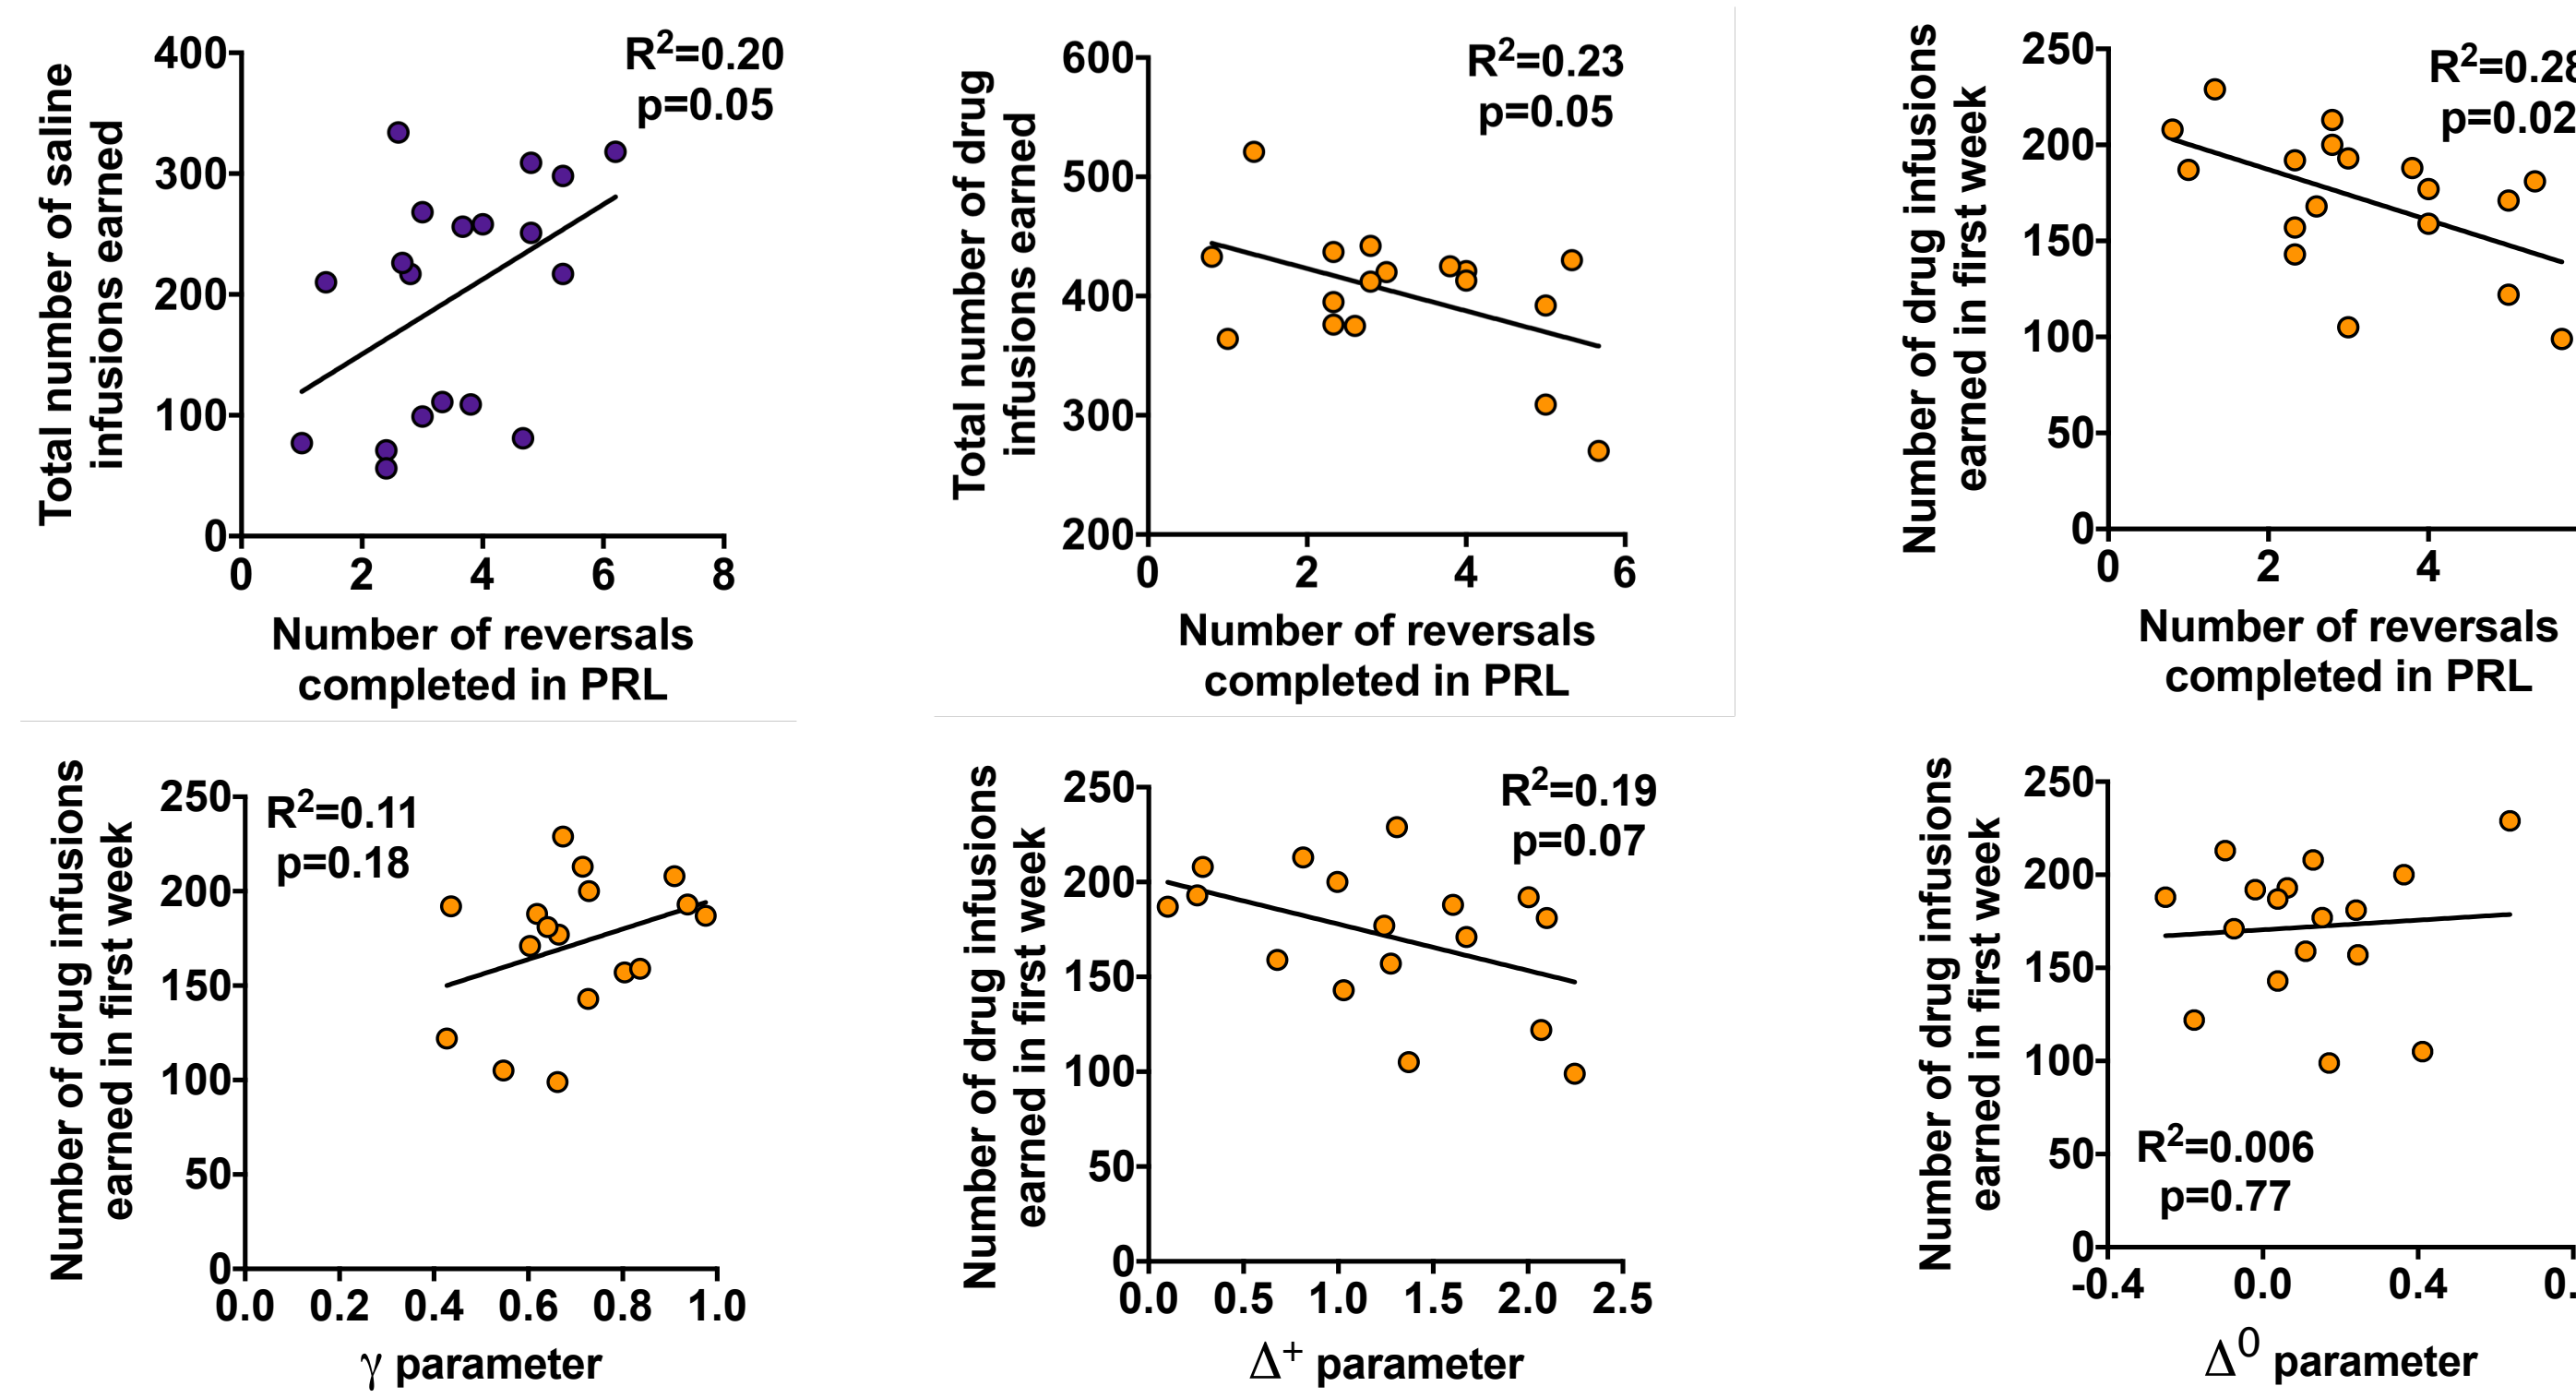 Total number of saline
infusions earned
400
300
200
100
0
0 2 4 6 8
R²=0.20
p=0.05
Number of reversals
completed in PRL
Total number of drug
infusions earned
600
500
400
300
200
0 2 4 6
R²=0.23
p=0.05
Number of reversals
completed in PRL
Number of drug infusions
earned in first week
250
200
150
100
50
0
0 2 4
R²=0.28
p=0.02
Number of reversals
completed in PRL
Number of drug infusions
earned in first week
250
200
150
100
50
0
0.0 0.2 0.4 0.6 0.8 1.0
R²=0.11
p=0.18
γ parameter
Number of drug infusions
earned in first week
250
200
150
100
50
0
0.0 0.5 1.0 1.5 2.0 2.5
R²=0.19
p=0.07
Δ⁺ parameter
Number of drug infusions
earned in first week
250
200
150
100
50
0
-0.4 0.0 0.4
R²=0.006
p=0.77
Δ⁰ parameter